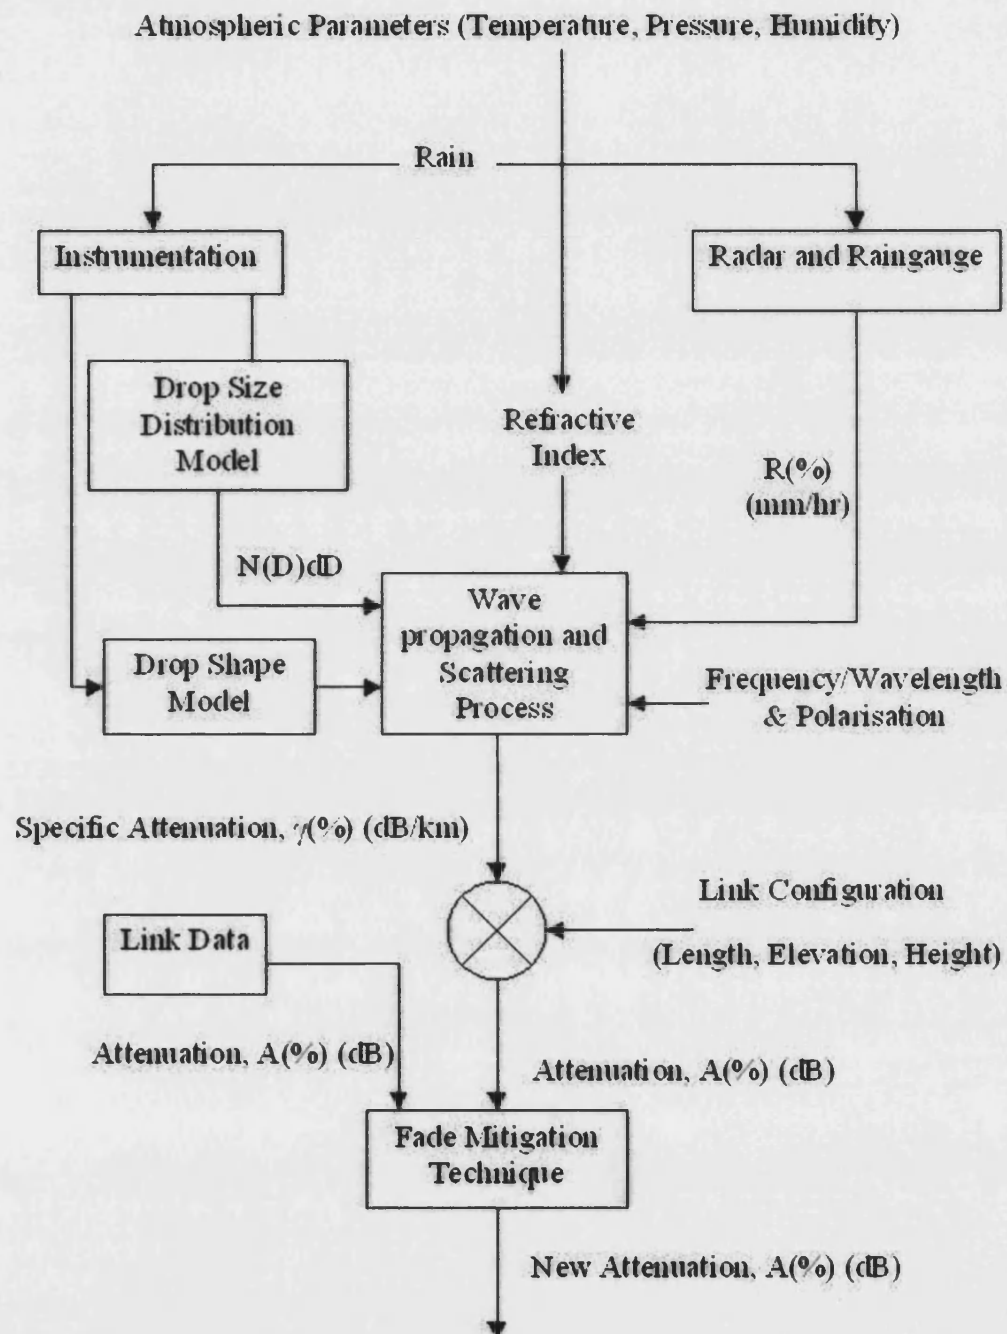 Atmospheric Parameters (Temperature, Pressure, Humidity)
Rain
Instrumentation
Radar and Raingauge
Drop Size
Distribution
Model
Refractive
Index
R(%)
(mm/hr)
N(D)dD
Wave
propagation and
Scattering
Process
Drop Shape
Model
Frequency/Wavelength
& Polarisation
Specific Attenuation, γ(%) (dB/km)
Link Configuration
(Length, Elevation, Height)
Link Data
Attenuation, A(%) (dB)
Attenuation, A(%) (dB)
Fade Mitigation
Technique
New Attenuation, A(%) (dB)